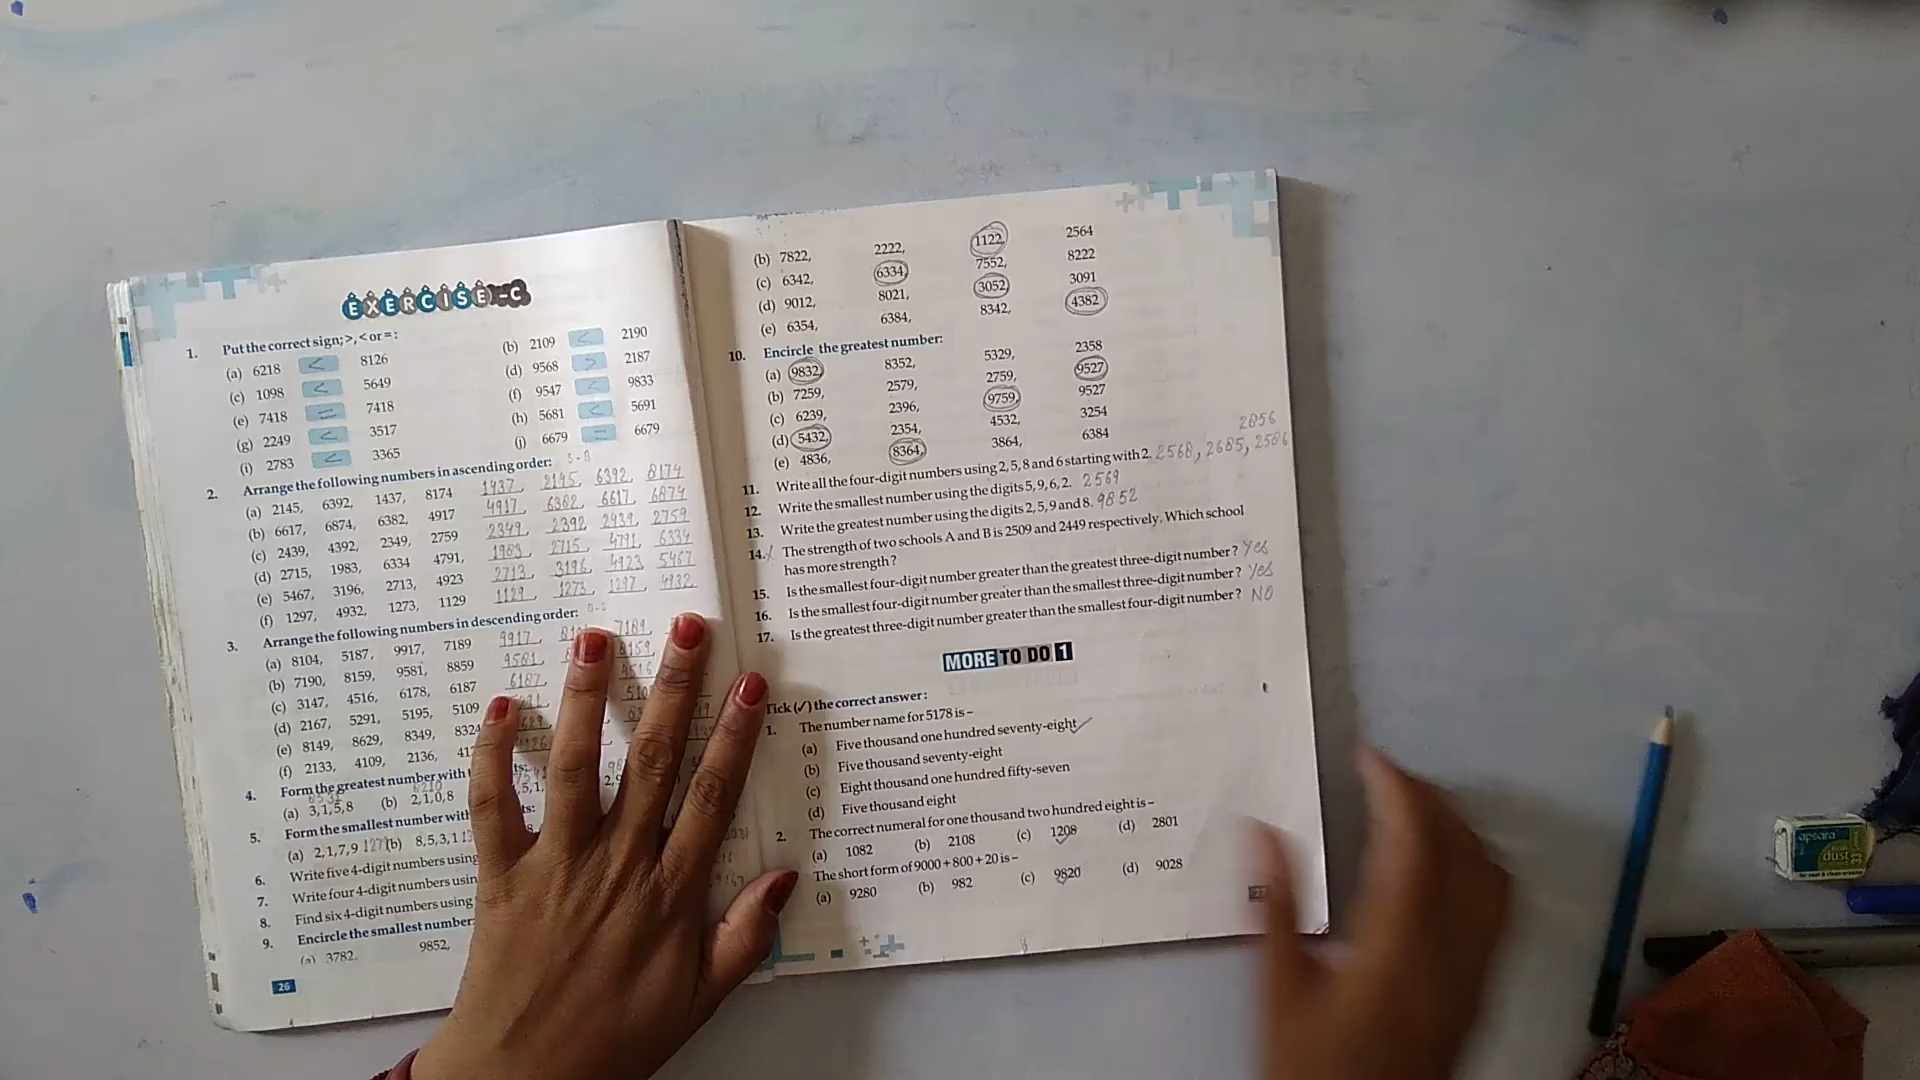 EXERCISE-C
1. Put the correct sign; >, < or = :
(a) 6218 < 8126 (b) 2109 < 2190
(c) 1098 < 5649 (d) 9568 > 2187
(e) 7418 = 7418 (f) 9547 < 9833
(g) 2249 < 3517 (h) 5681 < 5691
(i) 2783 < 3365 (j) 6679 = 6679
2. Arrange the following numbers in ascending order: S-B
(a) 2145, 6392, 1437, 8174 1437, 2145, 6392, 8174
(b) 6617, 6874, 6382, 4917 4917, 6382, 6617, 6874
(c) 2439, 4392, 2349, 2759 2349, 2392, 2439, 2759
(d) 2715, 1983, 6334 4791, 1983, 2715, 4791, 6334
(e) 5467, 3196, 2713, 4923 2713, 3196, 4923, 5467
(f) 1297, 4932, 1273, 1129 1129, 1273, 1297, 4932
3. Arrange the following numbers in descending order: B-S
(a) 8104, 5187, 9917, 7189 9917, 7189,
(b) 7190, 8159, 9581, 8859 9581, 8159,
(c) 3147, 4516, 6178, 6187 6187, 4516
(d) 2167, 5291, 5195, 5109
(e) 8149, 8629, 8349, 8324
(f) 2133, 4109, 2136,
4. Form the greatest number with
(a) 3,1,5,8 (b) 2,1,0,8
5. Form the smallest number with
(a) 2,1,7,9 (b) 8,5,3,1
6. Write five 4-digit numbers using
7. Write four 4-digit numbers
8. Find six 4-digit numbers using
9. Encircle the smallest number:
(a) 3782, 9852,
26
(b) 7822, 2222, 1122, 2564
(c) 6342, 6334, 7552, 8222
(d) 9012, 8021, 3052, 3091
(e) 6354, 6384, 8342, 4382
10. Encircle the greatest number:
(a) 9832, 8352, 5329, 2358
(b) 7259, 2579, 2759, 9527
(c) 6239, 2396, 9759, 9527
(d) 5432, 2354, 4532, 3254
(e) 4836, 8364, 3864, 6384
2856
11. Write all the four-digit numbers using 2, 5, 8 and 6 starting with 2. 2568, 2685, 2586
12. Write the smallest number using the digits 5, 9, 6, 2. 2569
13. Write the greatest number using the digits 2, 5, 9 and 8. 9852
14. The strength of two schools A and B is 2509 and 2449 respectively. Which school
has more strength ?
15. Is the smallest four-digit number greater than the greatest three-digit number ? Yes
16. Is the smallest four-digit number greater than the smallest three-digit number ? Yes
17. Is the greatest three-digit number greater than the smallest four-digit number ? NO
MORE TO DO 1
Tick (✓) the correct answer :
1. The number name for 5178 is –
(a) Five thousand one hundred seventy-eight ✓
(b) Five thousand seventy-eight
(c) Eight thousand one hundred fifty-seven
(d) Five thousand eight
2. The correct numeral for one thousand two hundred eight is –
(a) 1082 (b) 2108 (c) 1208 (d) 2801
The short form of 9000 + 800 + 20 is –
(a) 9280 (b) 982 (c) 9820 (d) 9028
apsara
dust